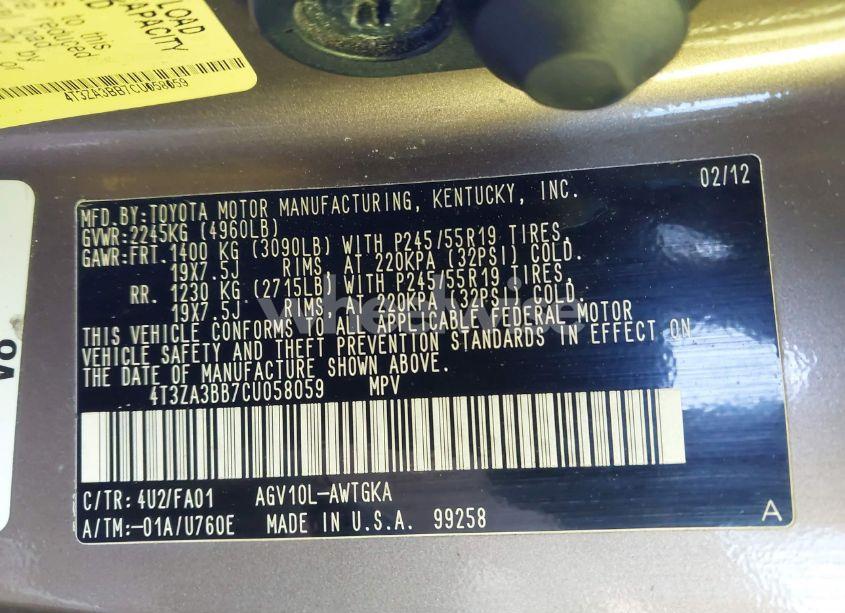 LOAD
CAPACITY
to this
reduced
4T3ZA3BB7CU058059
MFD.BY:TOYOTA MOTOR MANUFACTURING, KENTUCKY, INC. 02/12
GVWR:2245KG (4960LB)
GAWR:FRT.1400 KG (3090LB) WITH P245/55R19 TIRES,
19X7.5J RIMS, AT 220KPA (32PSI) COLD.
RR. 1230 KG (2715LB) WITH P245/55R19 TIRES,
19X7.5J RIMS, AT 220KPA (32PSI) COLD.
THIS VEHICLE CONFORMS TO ALL APPLICABLE FEDERAL MOTOR
VEHICLE SAFETY AND THEFT PREVENTION STANDARDS IN EFFECT ON
THE DATE OF MANUFACTURE SHOWN ABOVE.
4T3ZA3BB7CU058059 MPV
C/TR: 4U2/FA01 AGV10L-AWTGKA
A/TM:-01A/U760E MADE IN U.S.A. 99258 A